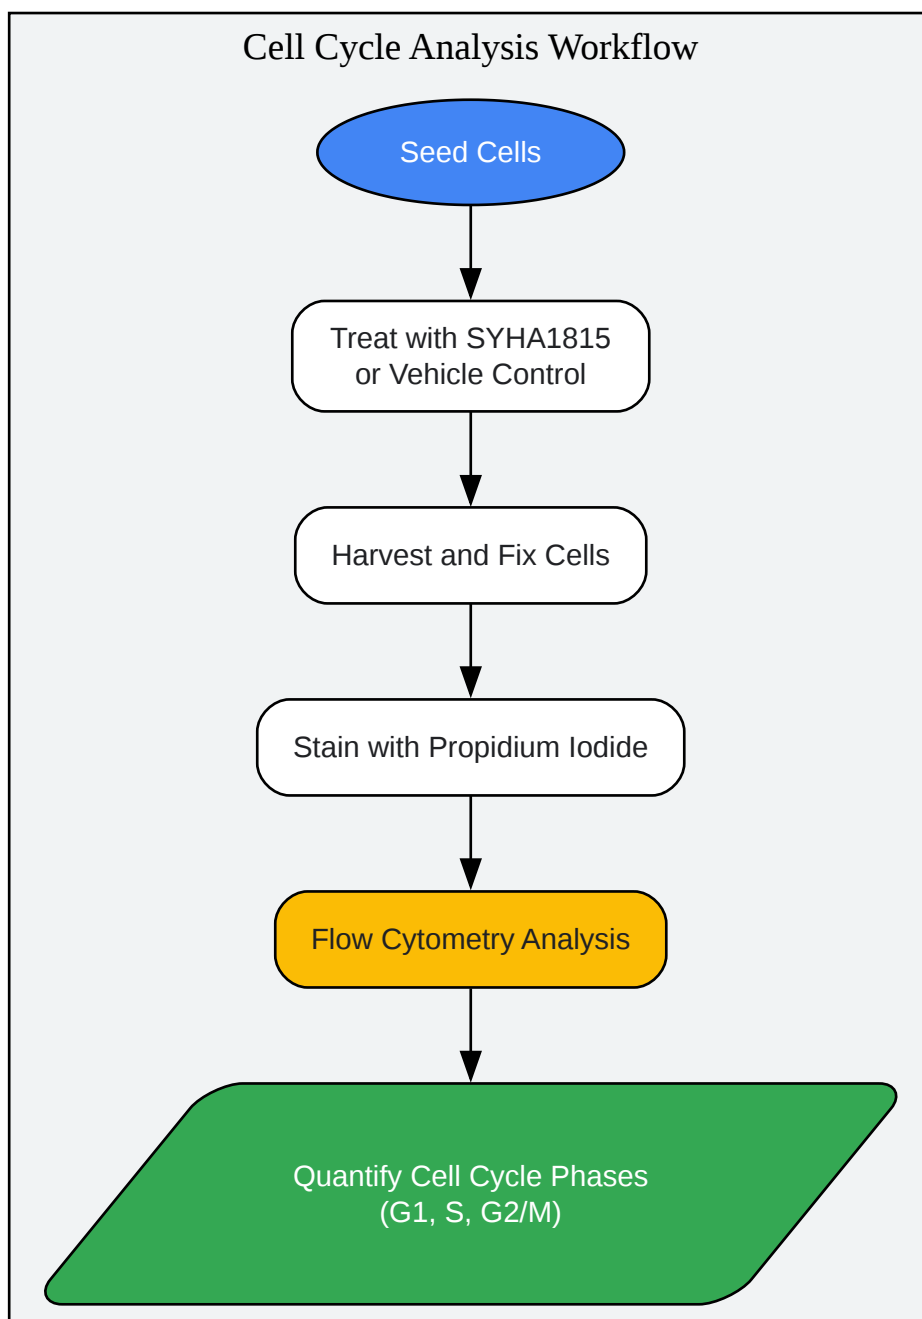 Cell Cycle Analysis Workflow
Seed Cells
Treat with SYHA1815
or Vehicle Control
Harvest and Fix Cells
Stain with Propidium Iodide
Flow Cytometry Analysis
Quantify Cell Cycle Phases
(G1, S, G2/M)